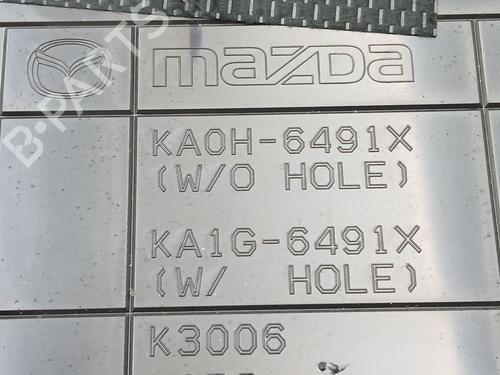 mazda
KA0H-6491X
(W/O HOLE)
KA1G-6491X
(W/ HOLE)
K3006
B-PARTS